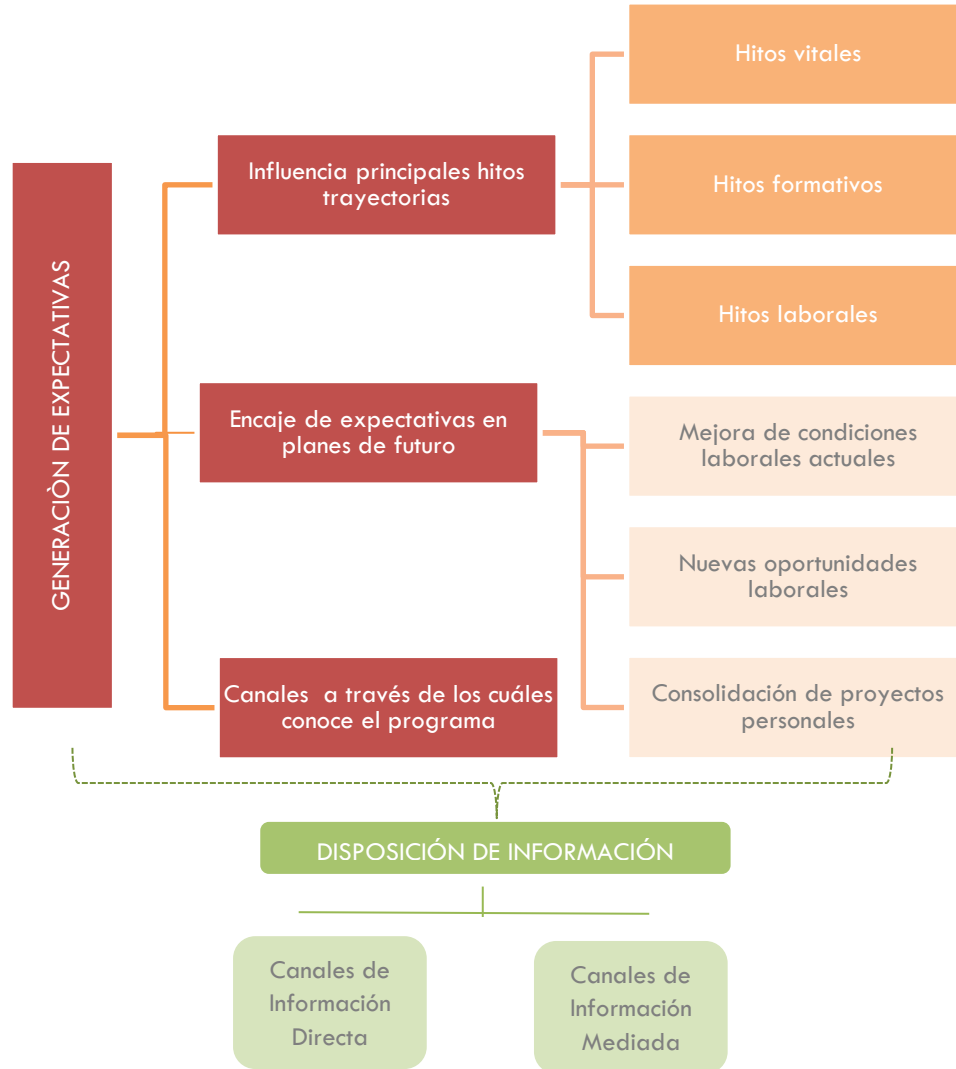 GENERACIÒN DE EXPECTATIVAS
Influencia principales hitos
trayectorias
Hitos vitales
Hitos formativos
Hitos laborales
Encaje de expectativas en
planes de futuro
Mejora de condiciones
laborales actuales
Nuevas oportunidades
laborales
Consolidación de proyectos
personales
Canales a través de los cuáles
conoce el programa
DISPOSICIÓN DE INFORMACIÓN
Canales de
Información
Directa
Canales de
Información
Mediada